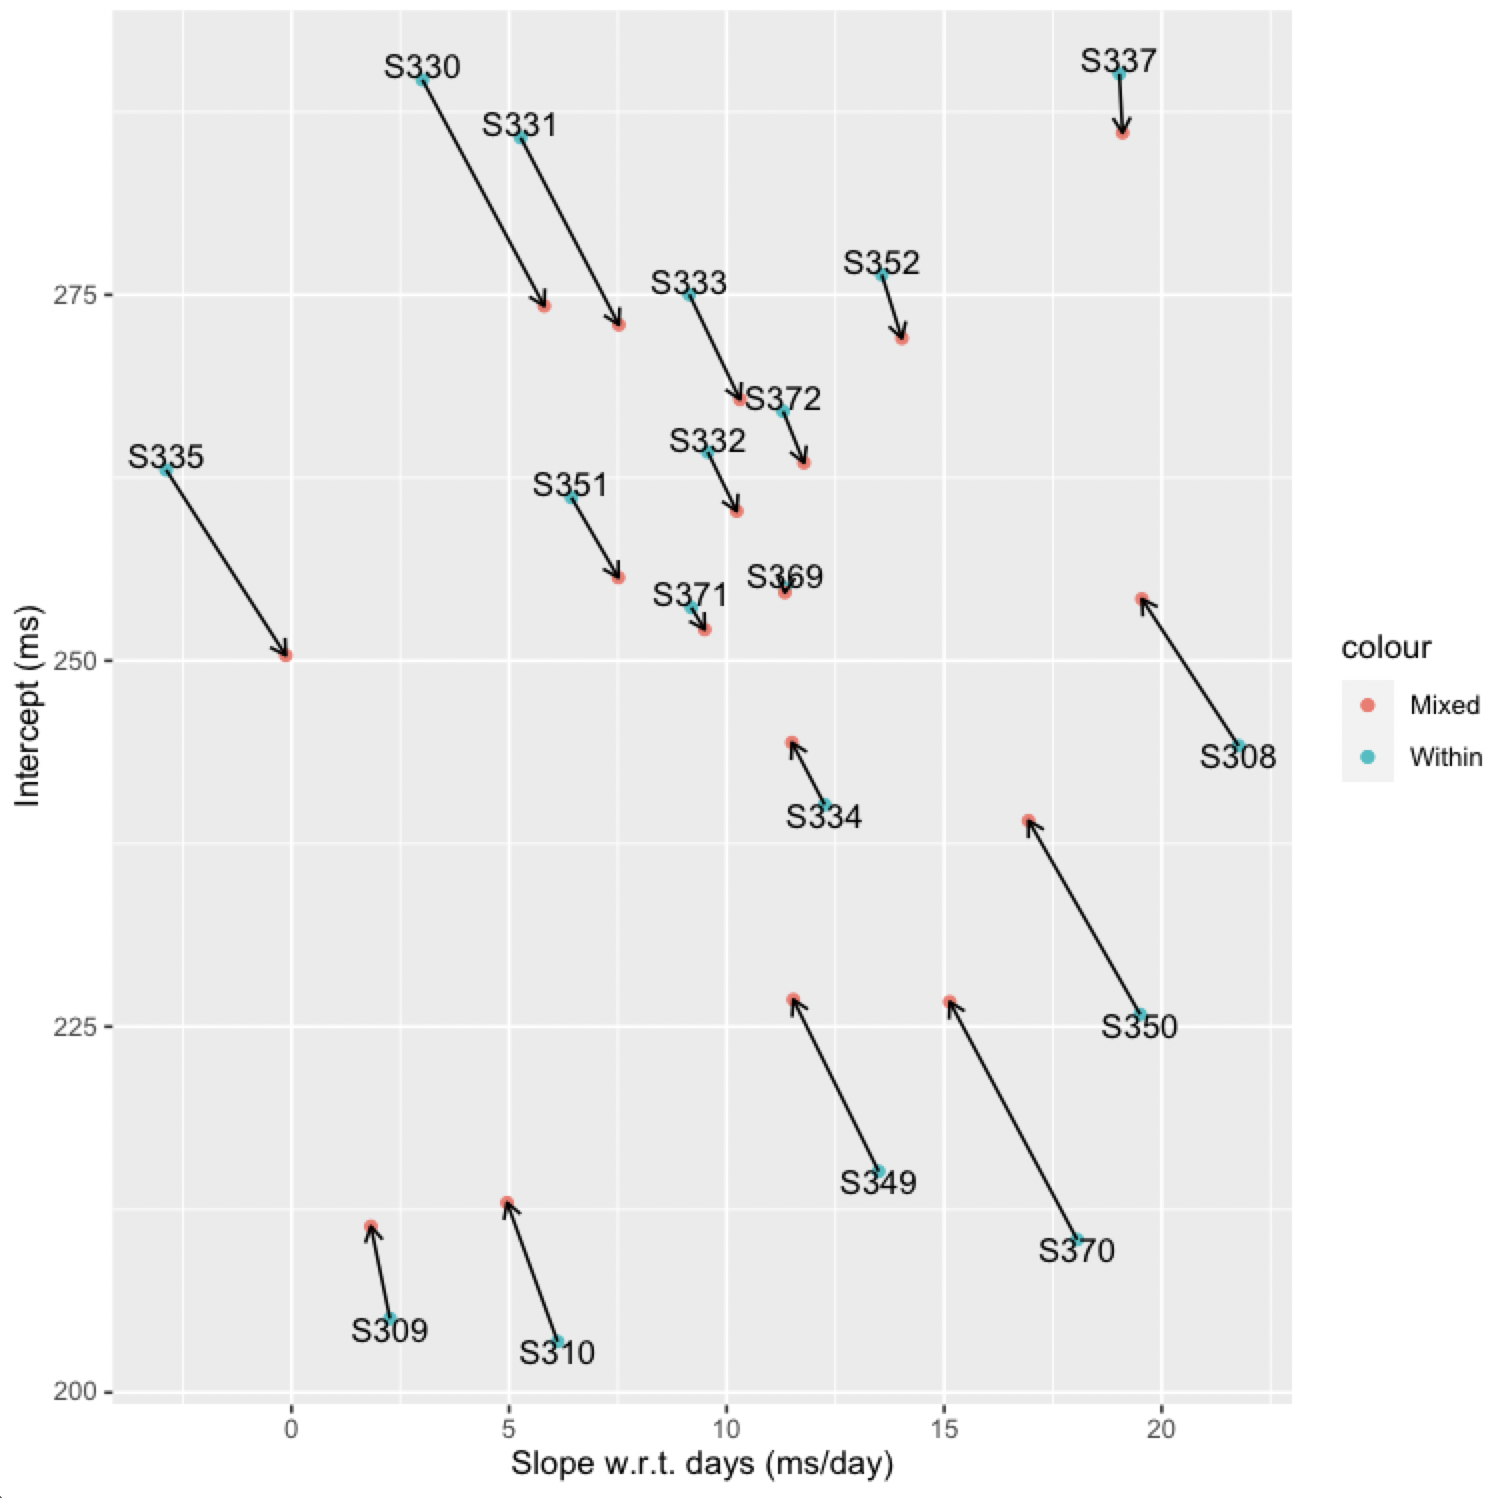 S330
S337
S331
S352
S333
275
S372
S332
S335
S351
S369
S371
250
Intercept (ms)
colour
Mixed
Within
S308
S334
225
S350
S349
S370
S309
S310
200
0 5 10 15 20
Slope w.r.t. days (ms/day)